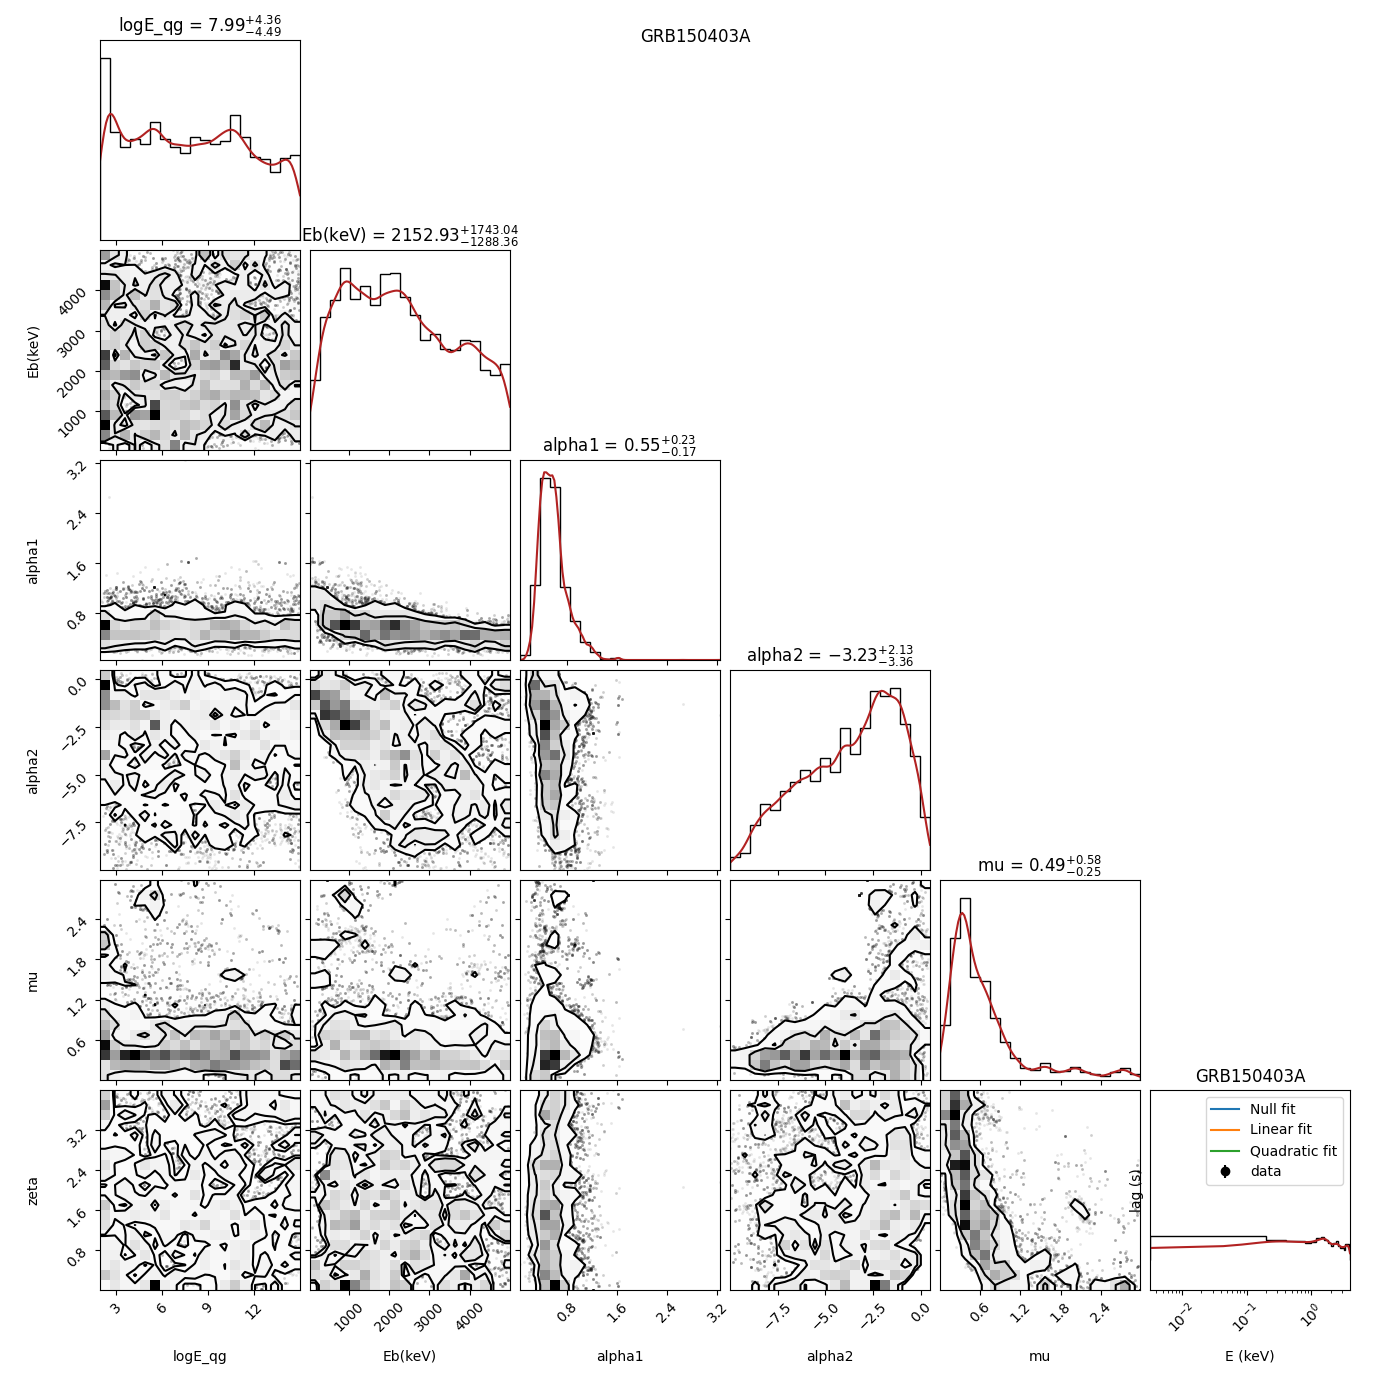 logE_qg = 7.99 +4.36 −4.49
GRB150403A
Eb(keV) = 2152.93 +1743.04 −1288.36
4000
3000
2000
1000
Eb(keV)
alpha1 = 0.55 +0.23 −0.17
3.2
2.4
1.6
0.8
alpha1
alpha2 = −3.23 +2.13 −3.36
0.0
−2.5
−5.0
−7.5
alpha2
mu = 0.49 +0.58 −0.25
2.4
1.8
1.2
0.6
mu
GRB150403A
3.2
2.4
1.6
0.8
zeta
lag (s)
Null fit
Linear fit
Quadratic fit
data
3 6 9 12
1000 2000 3000 4000
0.8 1.6 2.4 3.2
−7.5 −5.0 −2.5 0.0
0.6 1.2 1.8 2.4
10⁻² 10⁻¹ 10⁰
logE_qg
Eb(keV)
alpha1
alpha2
mu
E (keV)